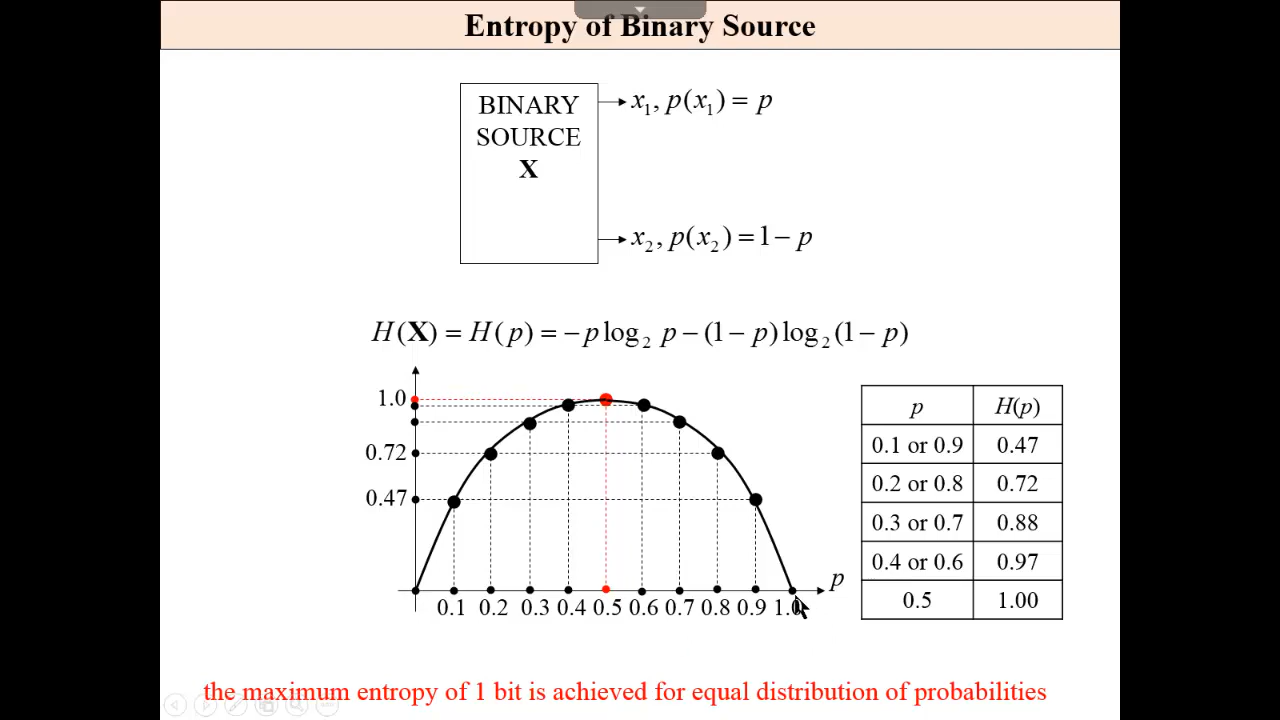 Entropy of Binary Source
BINARY
SOURCE
X
x₁, p(x₁) = p
x₂, p(x₂) = 1 − p
H(X) = H(p) = −p log₂ p − (1 − p) log₂ (1 − p)
1.0
0.72
0.47
0.1 0.2 0.3 0.4 0.5 0.6 0.7 0.8 0.9 1.0
p
p H(p)
0.1 or 0.9 0.47
0.2 or 0.8 0.72
0.3 or 0.7 0.88
0.4 or 0.6 0.97
0.5 1.00
the maximum entropy of 1 bit is achieved for equal distribution of probabilities